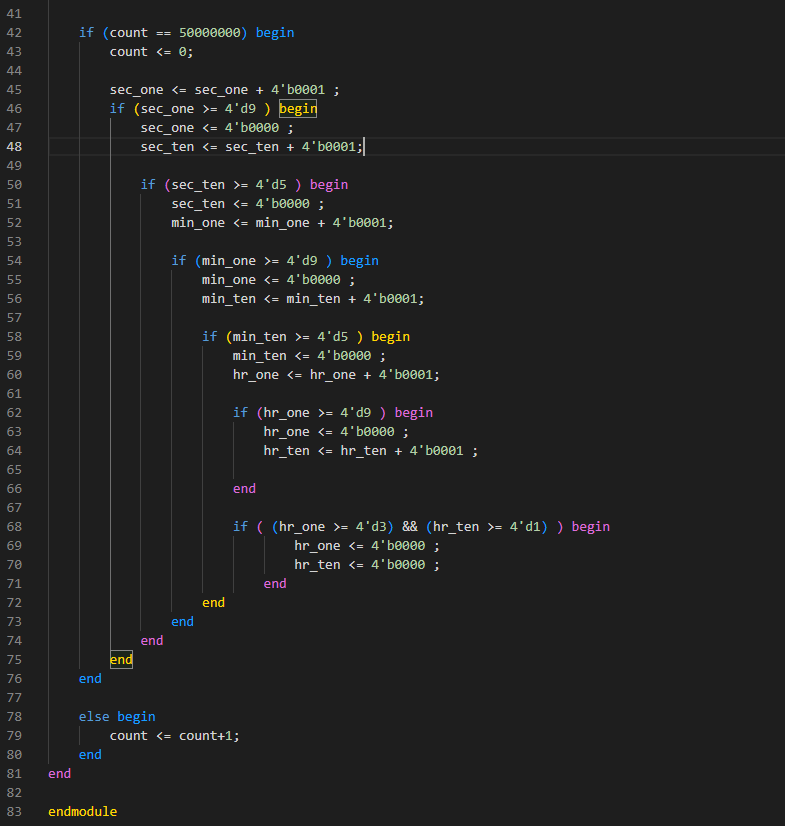 41
42 if (count == 50000000) begin
43 count <= 0;
44
45 sec_one <= sec_one + 4'b0001 ;
46 if (sec_one >= 4'd9 ) begin
47 sec_one <= 4'b0000 ;
48 sec_ten <= sec_ten + 4'b0001;
49
50 if (sec_ten >= 4'd5 ) begin
51 sec_ten <= 4'b0000 ;
52 min_one <= min_one + 4'b0001;
53
54 if (min_one >= 4'd9 ) begin
55 min_one <= 4'b0000 ;
56 min_ten <= min_ten + 4'b0001;
57
58 if (min_ten >= 4'd5 ) begin
59 min_ten <= 4'b0000 ;
60 hr_one <= hr_one + 4'b0001;
61
62 if (hr_one >= 4'd9 ) begin
63 hr_one <= 4'b0000 ;
64 hr_ten <= hr_ten + 4'b0001 ;
65
66 end
67
68 if ( (hr_one >= 4'd3) && (hr_ten >= 4'd1) ) begin
69 hr_one <= 4'b0000 ;
70 hr_ten <= 4'b0000 ;
71 end
72 end
73 end
74 end
75 end
76 end
77
78 else begin
79 count <= count+1;
80 end
81 end
82
83 endmodule